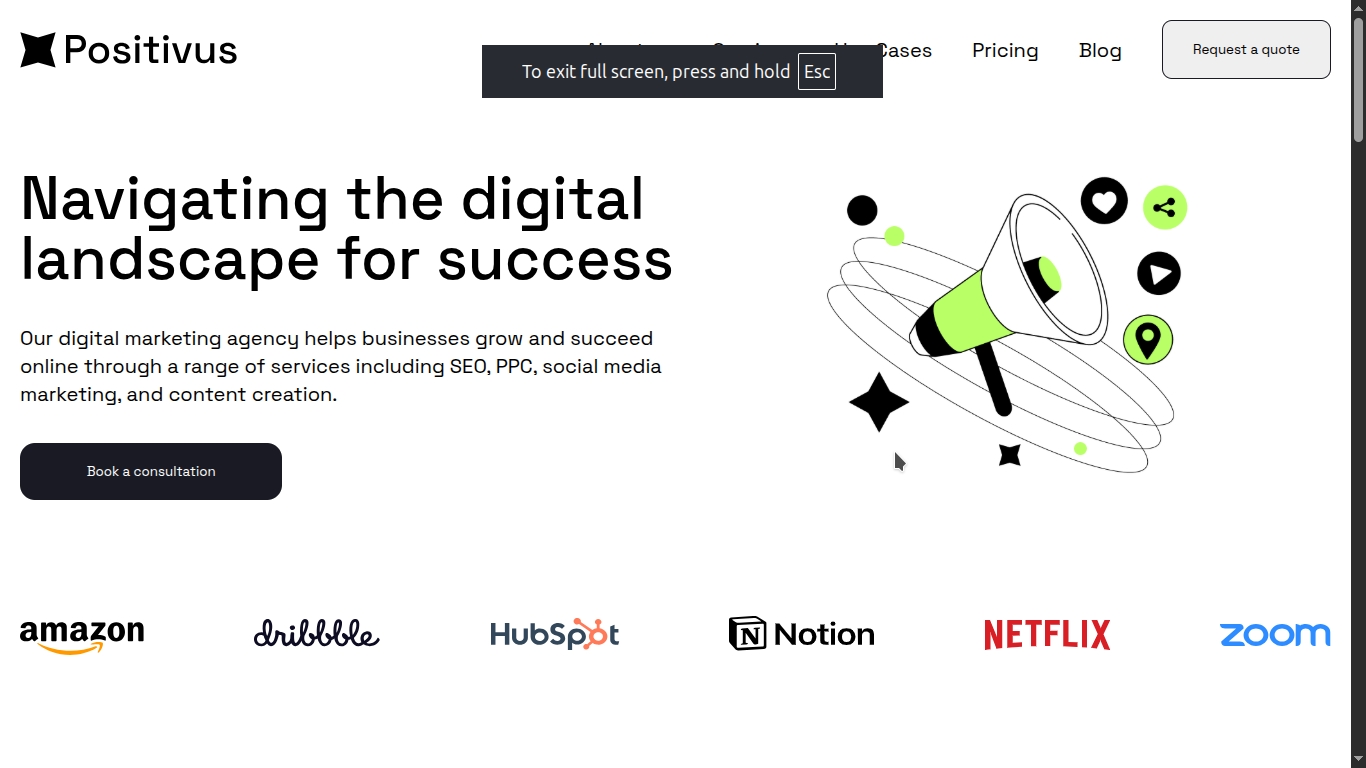 Positivus
Cases
Pricing
Blog
Request a quote
To exit full screen, press and hold Esc
Navigating the digital
landscape for success
Our digital marketing agency helps businesses grow and succeed
online through a range of services including SEO, PPC, social media
marketing, and content creation.
Book a consultation
amazon
dribbble
HubSpot
N Notion
NETFLIX
zoom